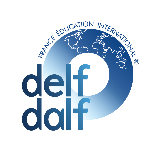 FRANCE ÉDUCATION INTERNATIONAL
delf
dalf